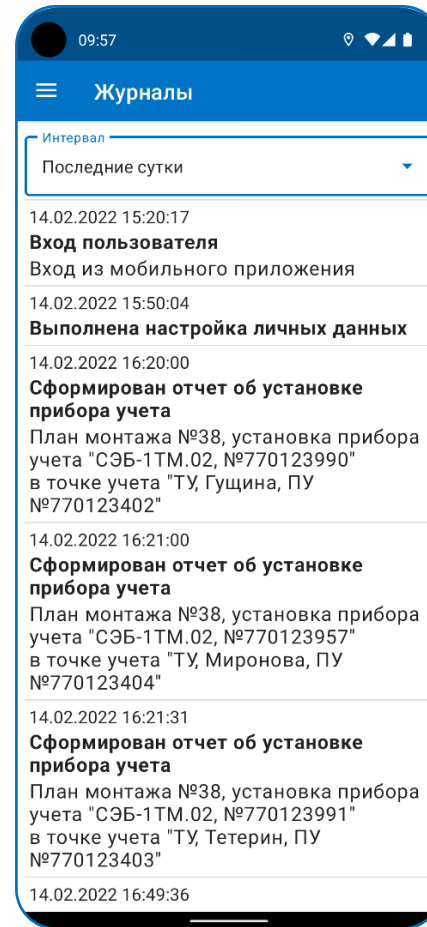 09:57
Журналы
Интервал
Последние сутки
14.02.2022 15:20:17
Вход пользователя
Вход из мобильного приложения
14.02.2022 15:50:04
Выполнена настройка личных данных
14.02.2022 16:20:00
Сформирован отчет об установке
прибора учета
План монтажа №38, установка прибора
учета "СЭБ-1ТМ.02, №770123990"
в точке учета "ТУ, Гущина, ПУ
№770123402"
14.02.2022 16:21:00
Сформирован отчет об установке
прибора учета
План монтажа №38, установка прибора
учета "СЭБ-1ТМ.02, №770123957"
в точке учета "ТУ, Миронова, ПУ
№770123404"
14.02.2022 16:21:31
Сформирован отчет об установке
прибора учета
План монтажа №38, установка прибора
учета "СЭБ-1ТМ.02, №770123991"
в точке учета "ТУ, Тетерин, ПУ
№770123403"
14.02.2022 16:49:36